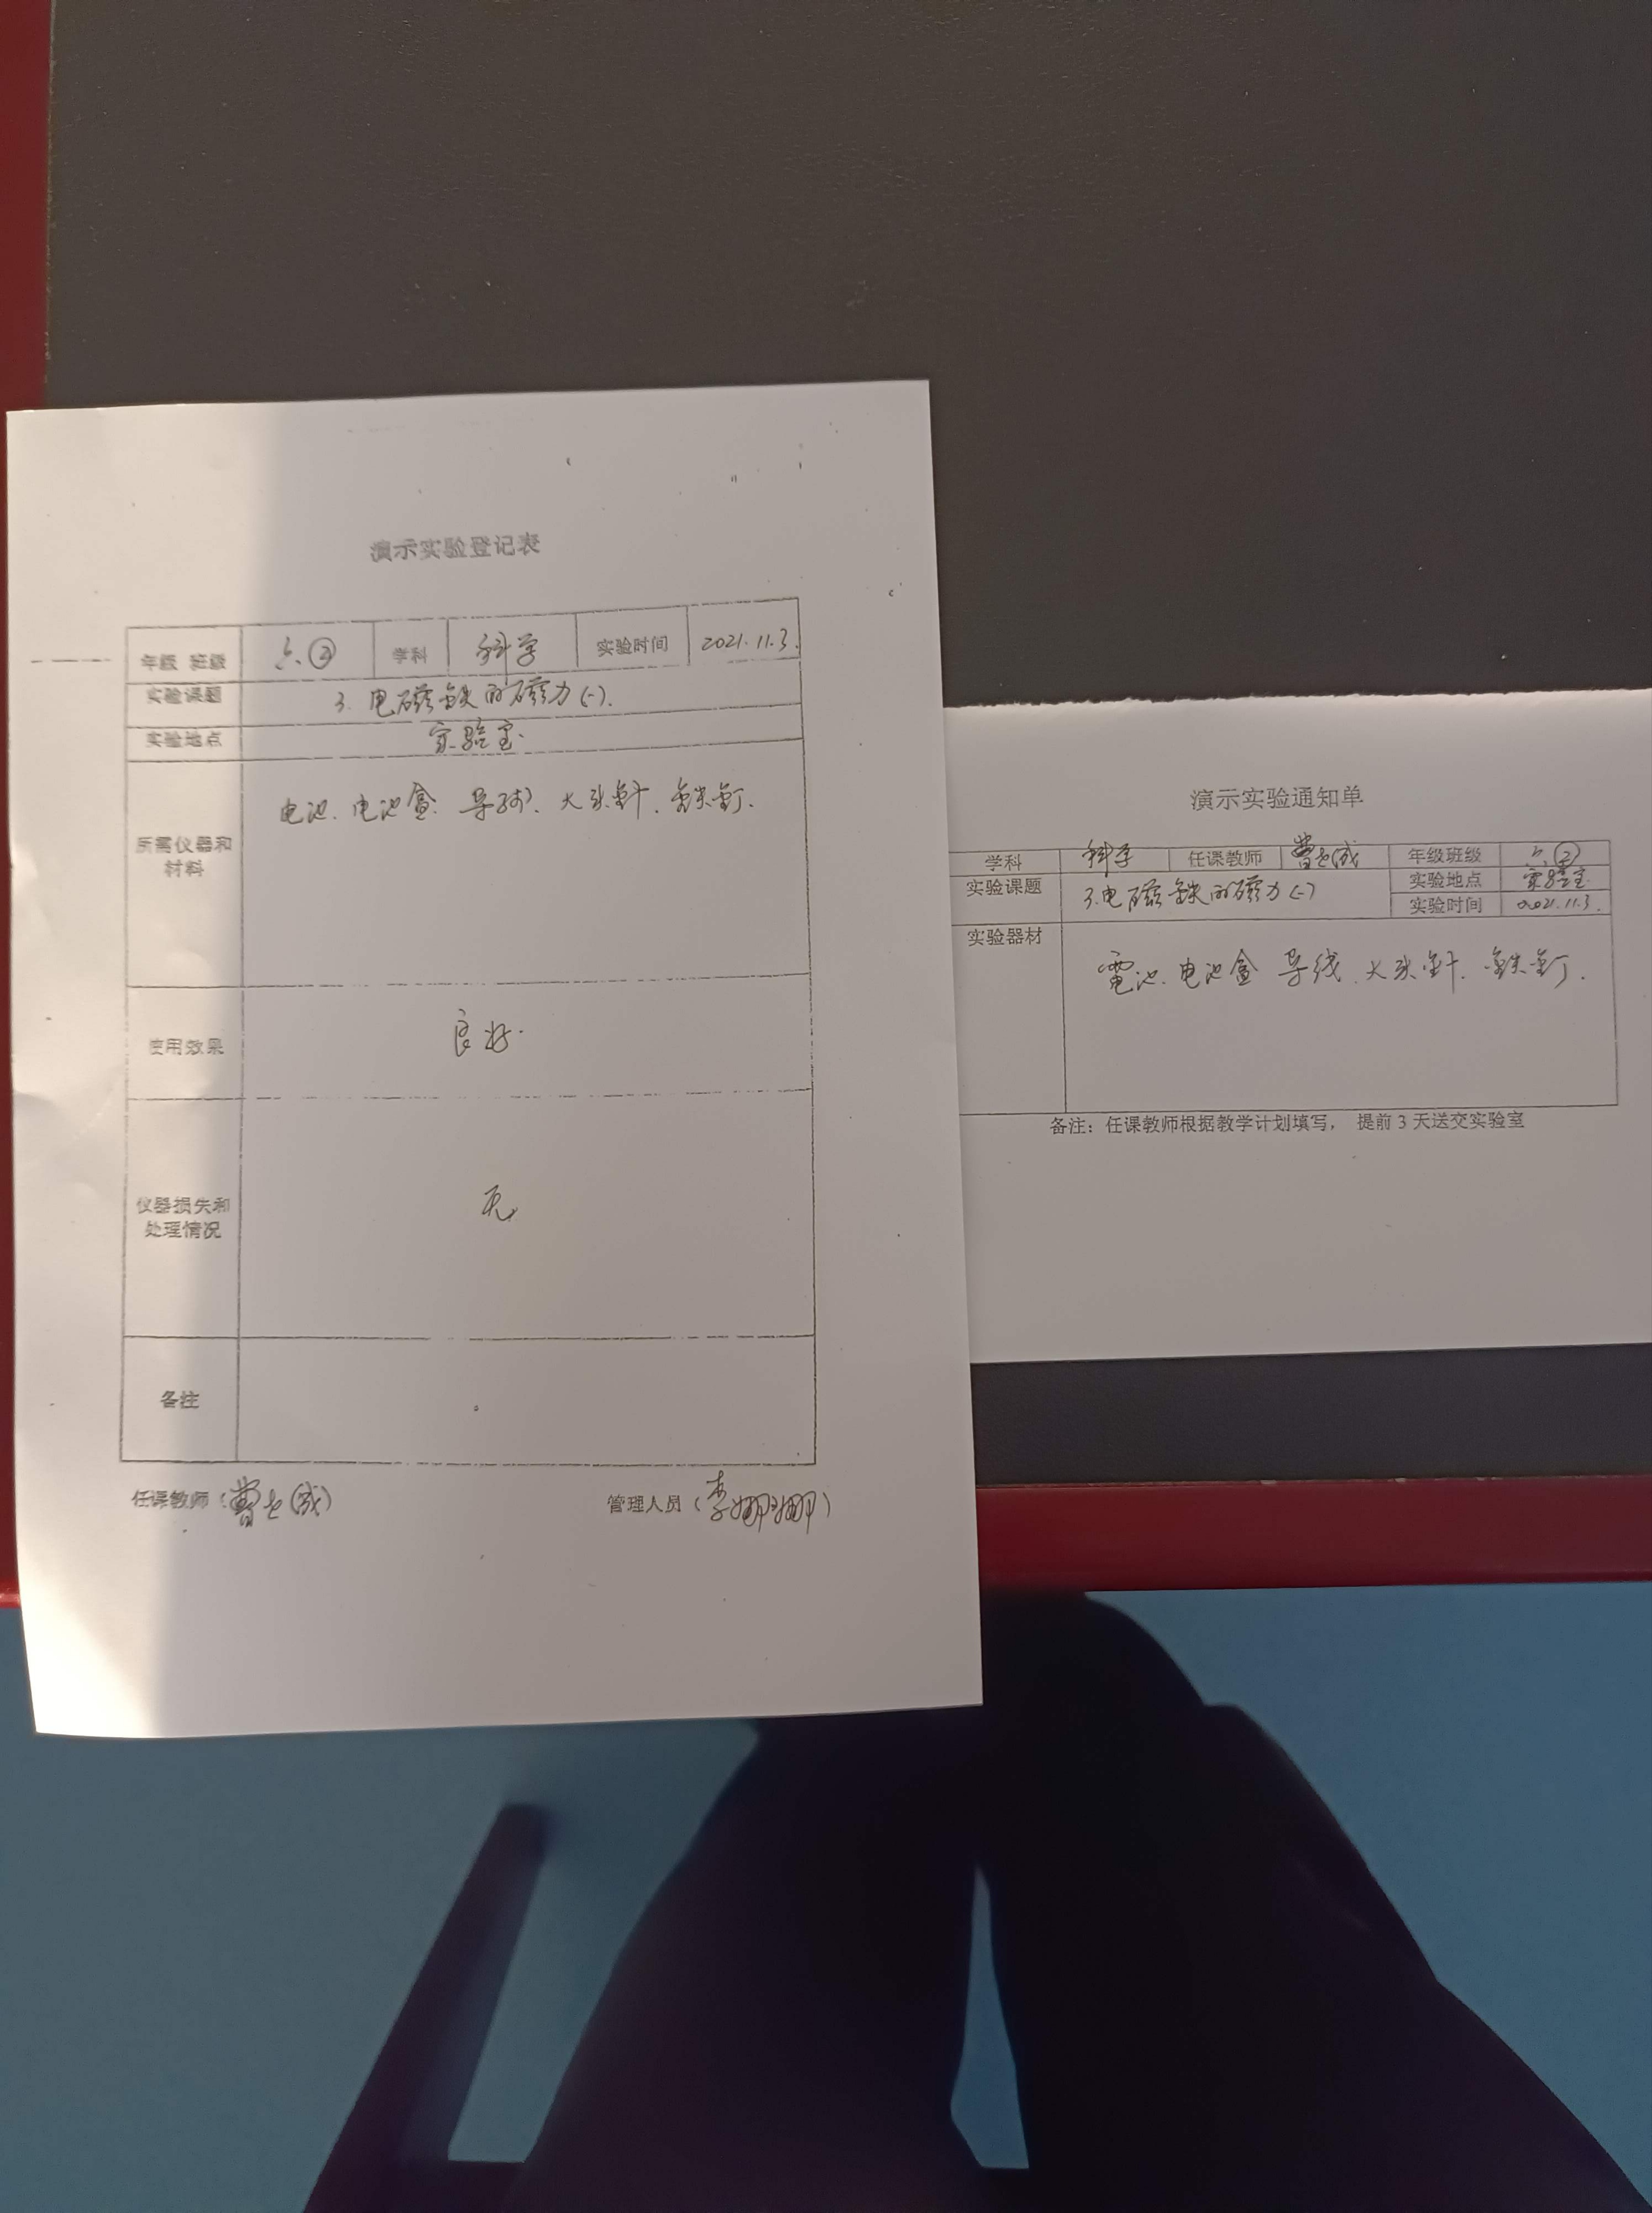 演示实验登记表
年级 班级 六.② 学科 科学 实验时间 2021.11.3.
实验课题 3. 电磁铁的磁力(一).
实验地点 实验室.
所需仪器和材料 电池. 电池盒. 导线. 大头针. 铁钉.
使用效果 良好.
仪器损失和处理情况 无
备注
任课教师(曹 成) 管理人员(李娜娜)
演示实验通知单
学科 科学 任课教师 曹 成 年级班级 六.②
实验课题 3.电磁铁的磁力(一) 实验地点 实验室.
实验时间 2021.11.3.
实验器材 電池. 电池盒 导线. 大头针. 铁钉.
备注：任课教师根据教学计划填写， 提前 3 天送交实验室